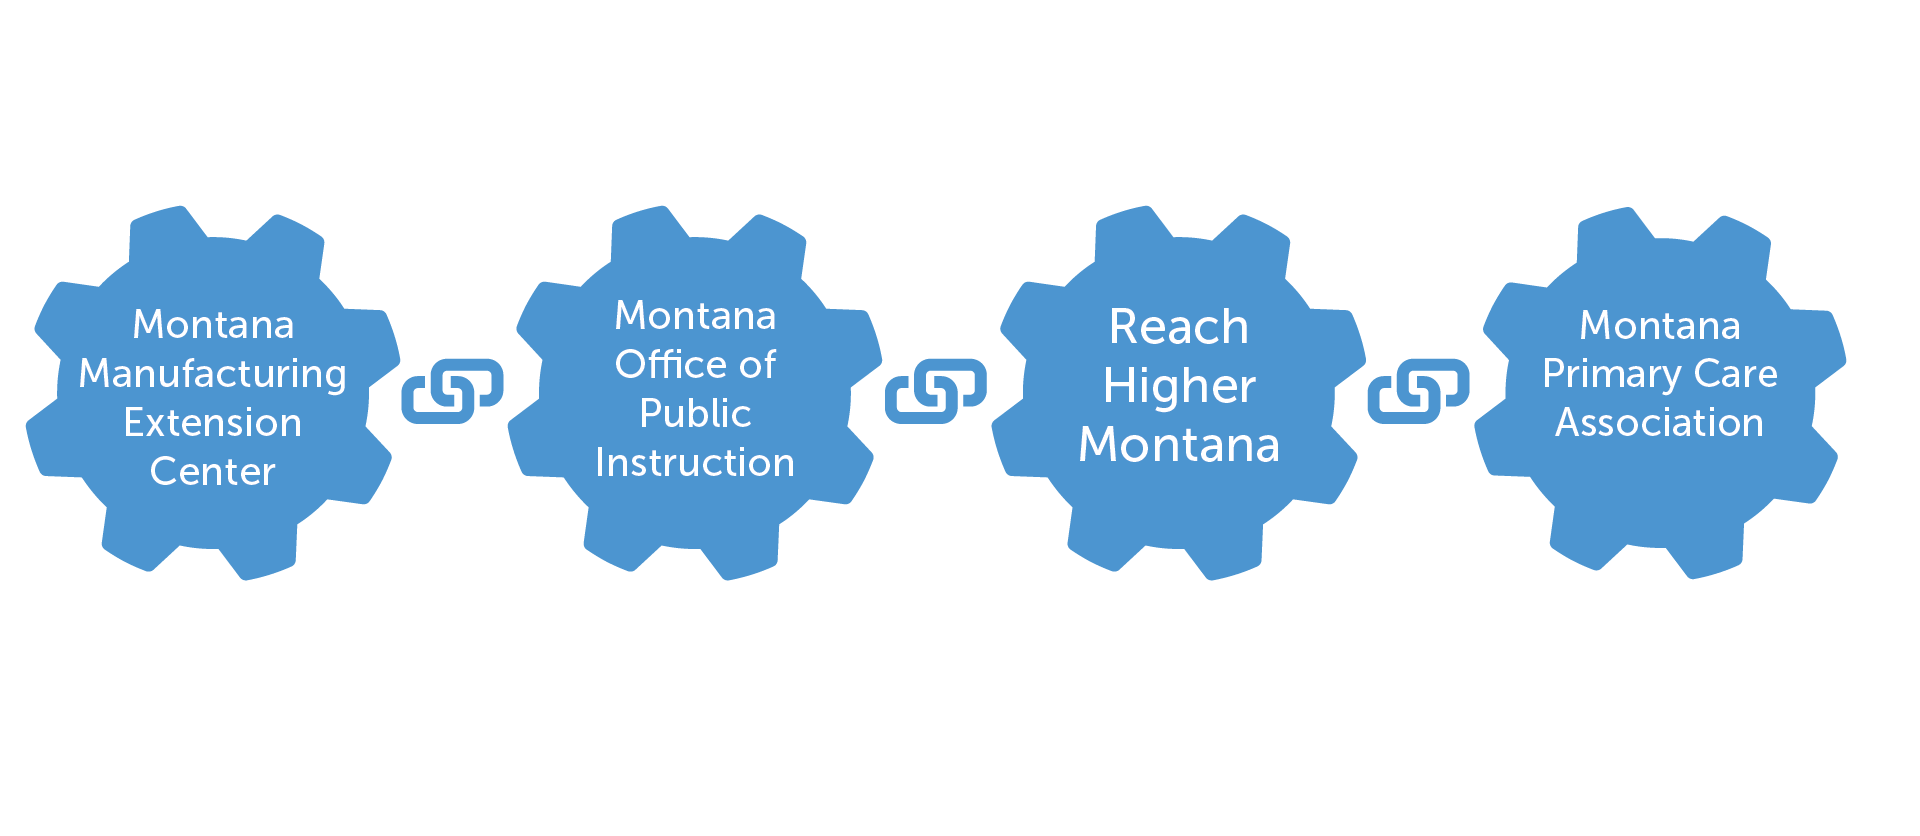 Montana
Manufacturing
Extension
Center
Montana
Office of
Public
Instruction
Reach
Higher
Montana
Montana
Primary Care
Association